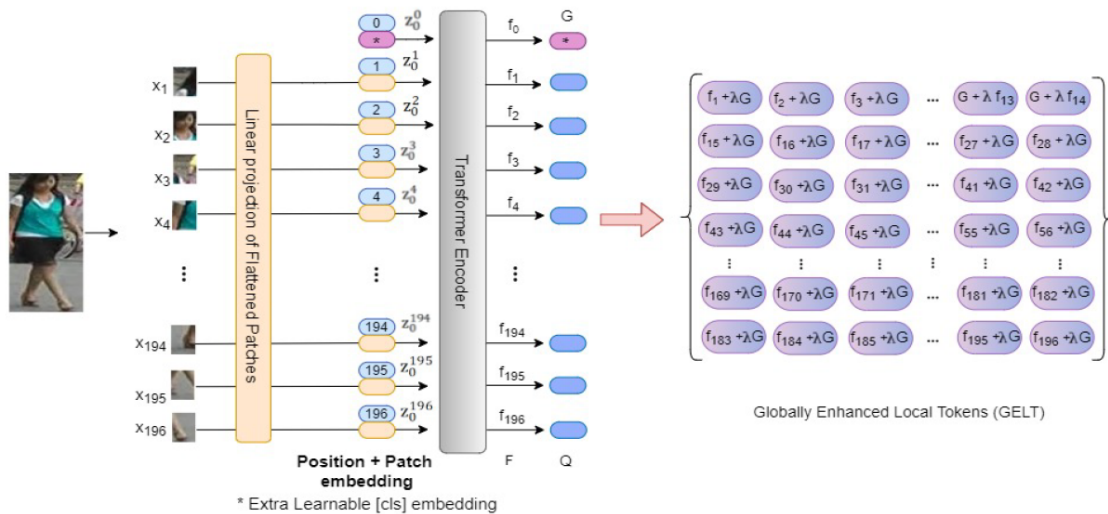 0 z₀⁰ f₀ G
* *
x₁ 1 z₀¹ f₁
x₂ 2 z₀² f₂
x₃ 3 z₀³ f₃
x₄ 4 z₀⁴ f₄
... ... ... ...
x₁₉₄ 194 z₀¹⁹⁴ f₁₉₄
x₁₉₅ 195 z₀¹⁹⁵ f₁₉₅
x₁₉₆ 196 z₀¹⁹⁶ f₁₉₆
Linear projection of Flattened Patches
Transformer Encoder
Position + Patch
embedding
F Q
* Extra Learnable [cls] embedding
f₁ +λG f₂ + λG f₃ + λG ... G + λ f₁₃ G + λ f₁₄
f₁₅ + λG f₁₆ + λG f₁₇ + λG ... f₂₇ + λG f₂₈ + λG
f₂₉ +λG f₃₀ +λG f₃₁ +λG ... f₄₁ +λG f₄₂ +λG
f₄₃ +λG f₄₄ +λG f₄₅ +λG ... f₅₅ +λG f₅₆ +λG
... ... ... ... ... ...
f₁₆₉ +λG f₁₇₀ +λG f₁₇₁ +λG ... f₁₈₁ +λG f₁₈₂ +λG
f₁₈₃ +λG f₁₈₄ +λG f₁₈₅ +λG ... f₁₉₅ +λG f₁₉₆ +λG
Globally Enhanced Local Tokens (GELT)